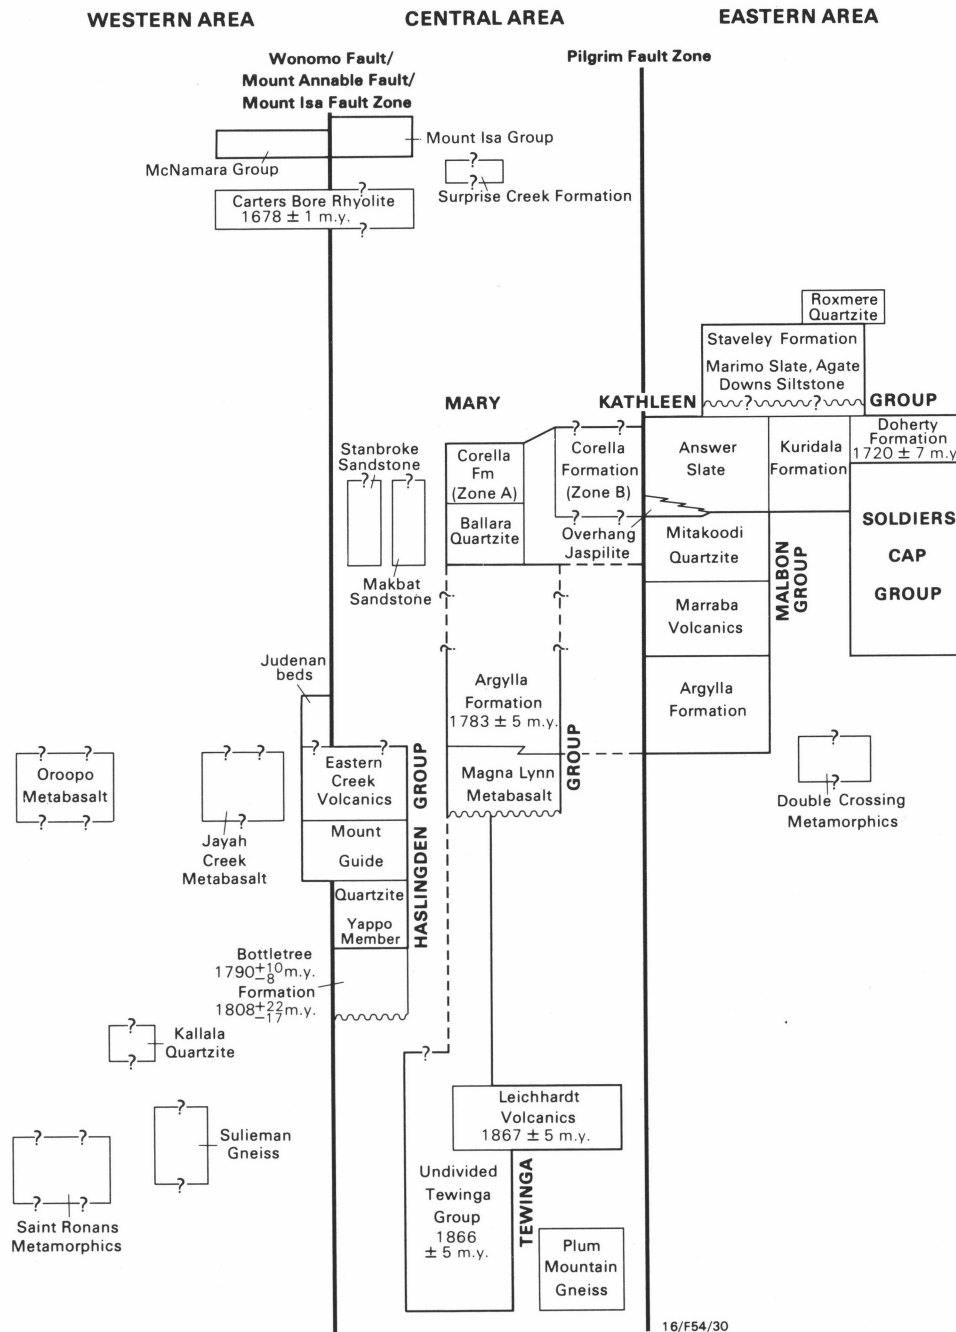 WESTERN AREA
CENTRAL AREA
EASTERN AREA
Wonomo Fault/
Mount Annable Fault/
Mount Isa Fault Zone
Pilgrim Fault Zone
McNamara Group
Mount Isa Group
?
?
Surprise Creek Formation
?
Carters Bore Rhyolite
1678 ± 1 m.y.
?
Roxmere
Quartzite
Staveley Formation
Marimo Slate, Agate
Downs Siltstone
? ?
MARY
KATHLEEN
GROUP
Stanbroke
Sandstone
? ?
Makbat
Sandstone
Corella
Fm
(Zone A)
Ballara
Quartzite
? ?
Corella
Formation
(Zone B)
? ?
Overhang
Jaspilite
Answer
Slate
Kuridala
Formation
Doherty
Formation
1720 ± 7 m.y.
SOLDIERS
CAP
GROUP
Mitakoodi
Quartzite
Marraba
Volcanics
MALBON
GROUP
Argylla
Formation
? ?
? ?
Argylla
Formation
1783 ± 5 m.y.
Magna Lynn
Metabasalt
GROUP
Judenan
beds
? ?
Eastern
Creek
Volcanics
Mount
Guide
Quartzite
Yappo
Member
HASLINGDEN GROUP
? ?
Oroopo
Metabasalt
? ?
? ?
?
Jayah
Creek
Metabasalt
?
?
Double Crossing
Metamorphics
Bottletree
1790 +10 −8 m.y.
Formation
1808 +22 −17 m.y.
?
?
Kallala
Quartzite
?
?
?
Sulieman
Gneiss
? ?
? ?
Saint Ronans
Metamorphics
Leichhardt
Volcanics
1867 ± 5 m.y.
Undivided
Tewinga
Group
1866
± 5 m.y.
TEWINGA
Plum
Mountain
Gneiss
16/F54/30